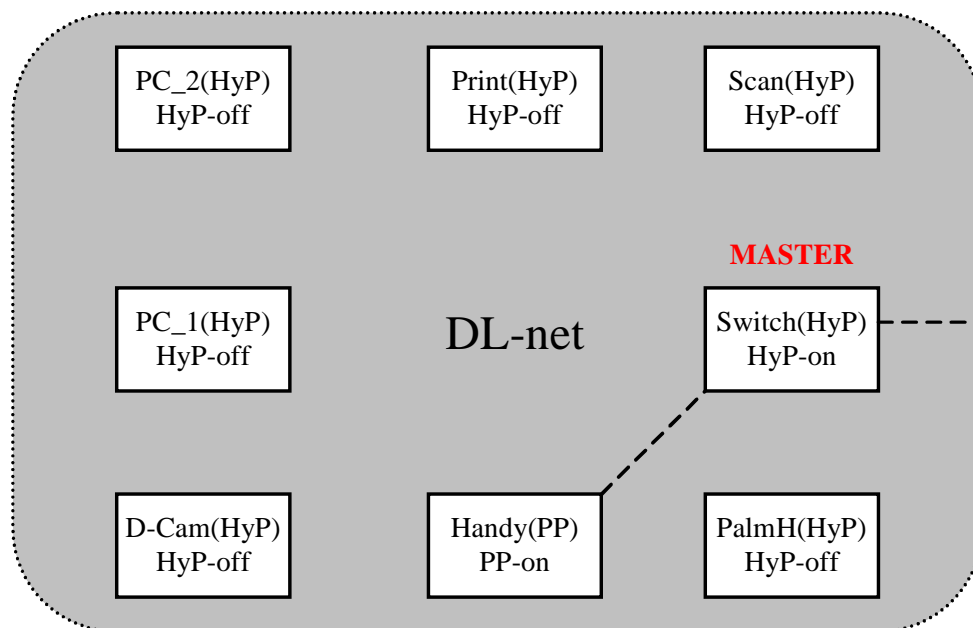 PC_2(HyP)
HyP-off
Print(HyP)
HyP-off
Scan(HyP)
HyP-off
MASTER
PC_1(HyP)
HyP-off
DL-net
Switch(HyP)
HyP-on
D-Cam(HyP)
HyP-off
Handy(PP)
PP-on
PalmH(HyP)
HyP-off